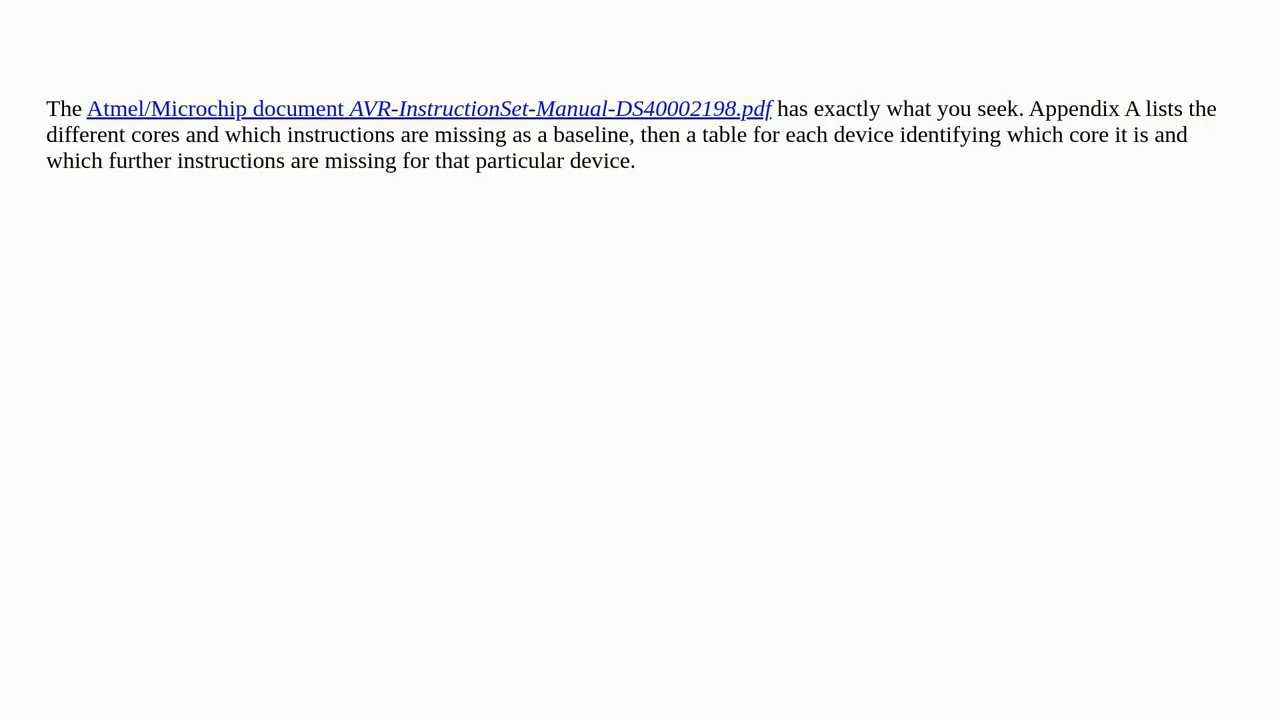 The Atmel/Microchip document AVR-InstructionSet-Manual-DS40002198.pdf has exactly what you seek. Appendix A lists the
different cores and which instructions are missing as a baseline, then a table for each device identifying which core it is and
which further instructions are missing for that particular device.